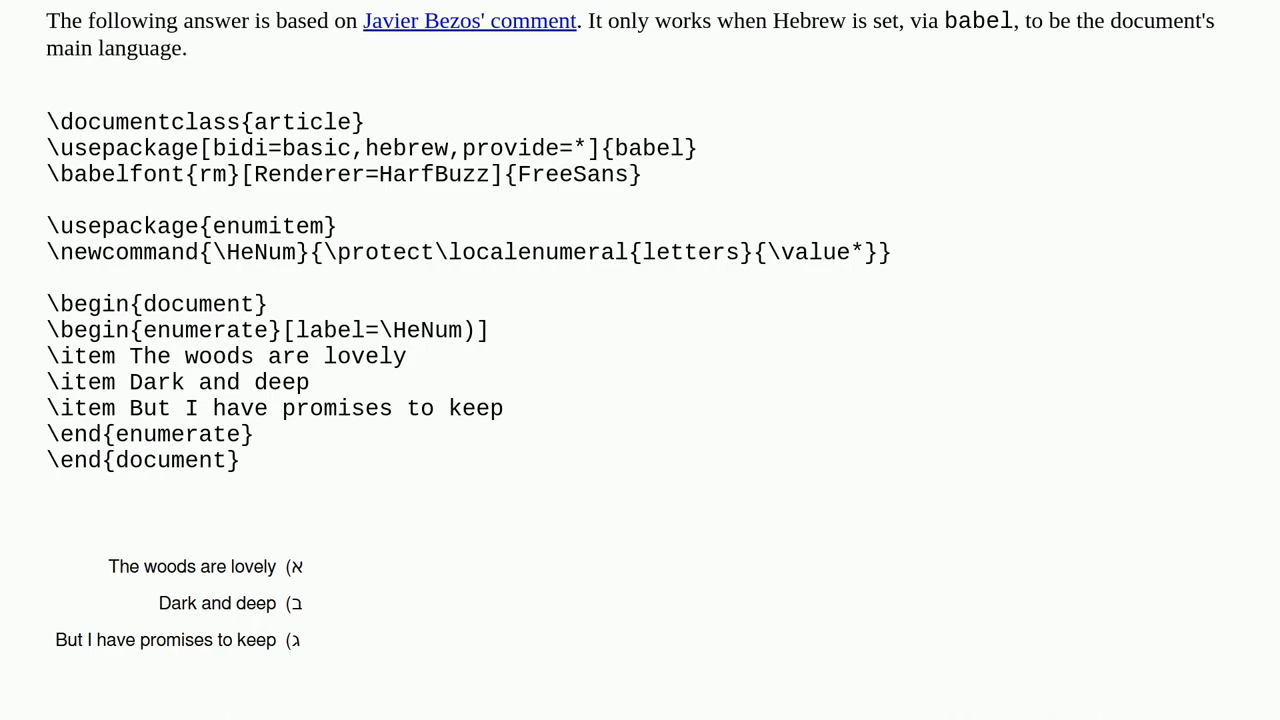 The following answer is based on Javier Bezos' comment. It only works when Hebrew is set, via babel, to be the document's
main language.
\documentclass{article}
\usepackage[bidi=basic,hebrew,provide=*]{babel}
\babelfont{rm}[Renderer=HarfBuzz]{FreeSans}
\usepackage{enumitem}
\newcommand{\HeNum}{\protect\localenumeral{letters}{\value*}}
\begin{document}
\begin{enumerate}[label=\HeNum)]
\item The woods are lovely
\item Dark and deep
\item But I have promises to keep
\end{enumerate}
\end{document}
א) The woods are lovely
ב) Dark and deep
ג) But I have promises to keep